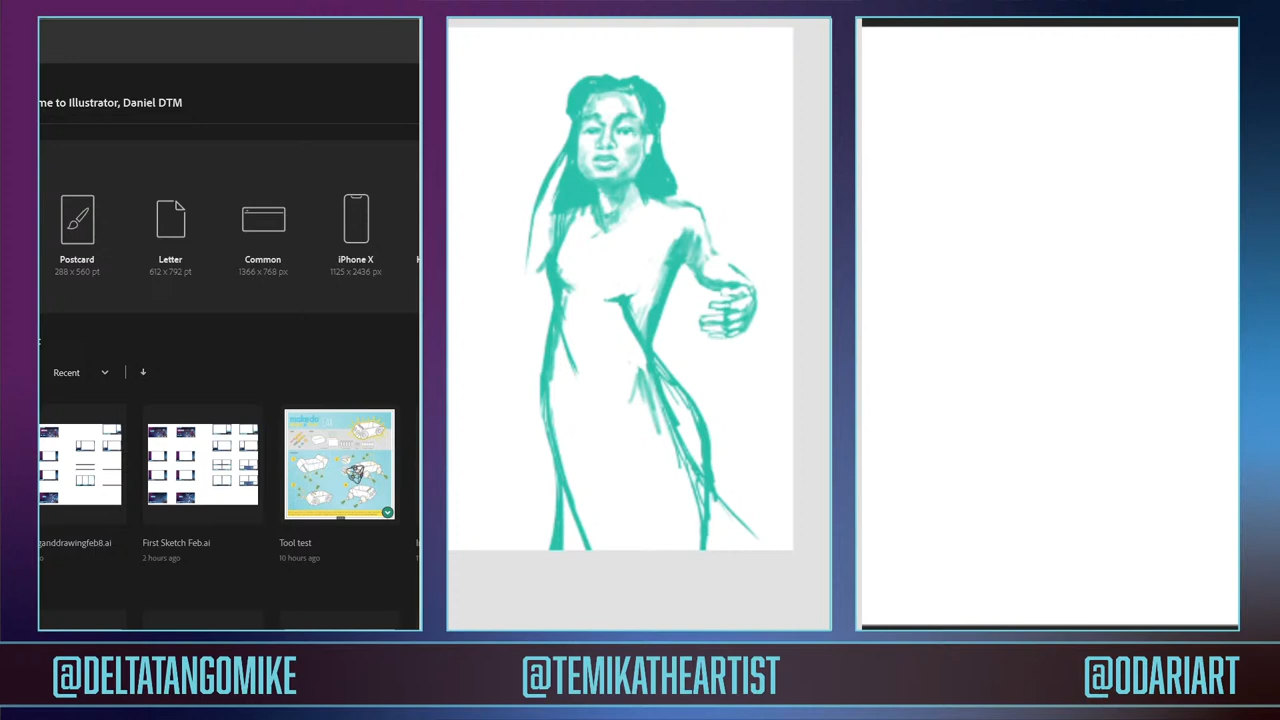 me to Illustrator, Daniel DTM
Postcard
288 x 560 pt
Letter
612 x 792 pt
Common
1366 x 768 px
iPhone X
1125 x 2436 px
Recent
ganddrawingfeb8.ai
First Sketch Feb.ai
2 hours ago
Tool test
10 hours ago
makedo
@DELTATANGOMIKE
@TEMIKATHEARTIST
@ODARIART